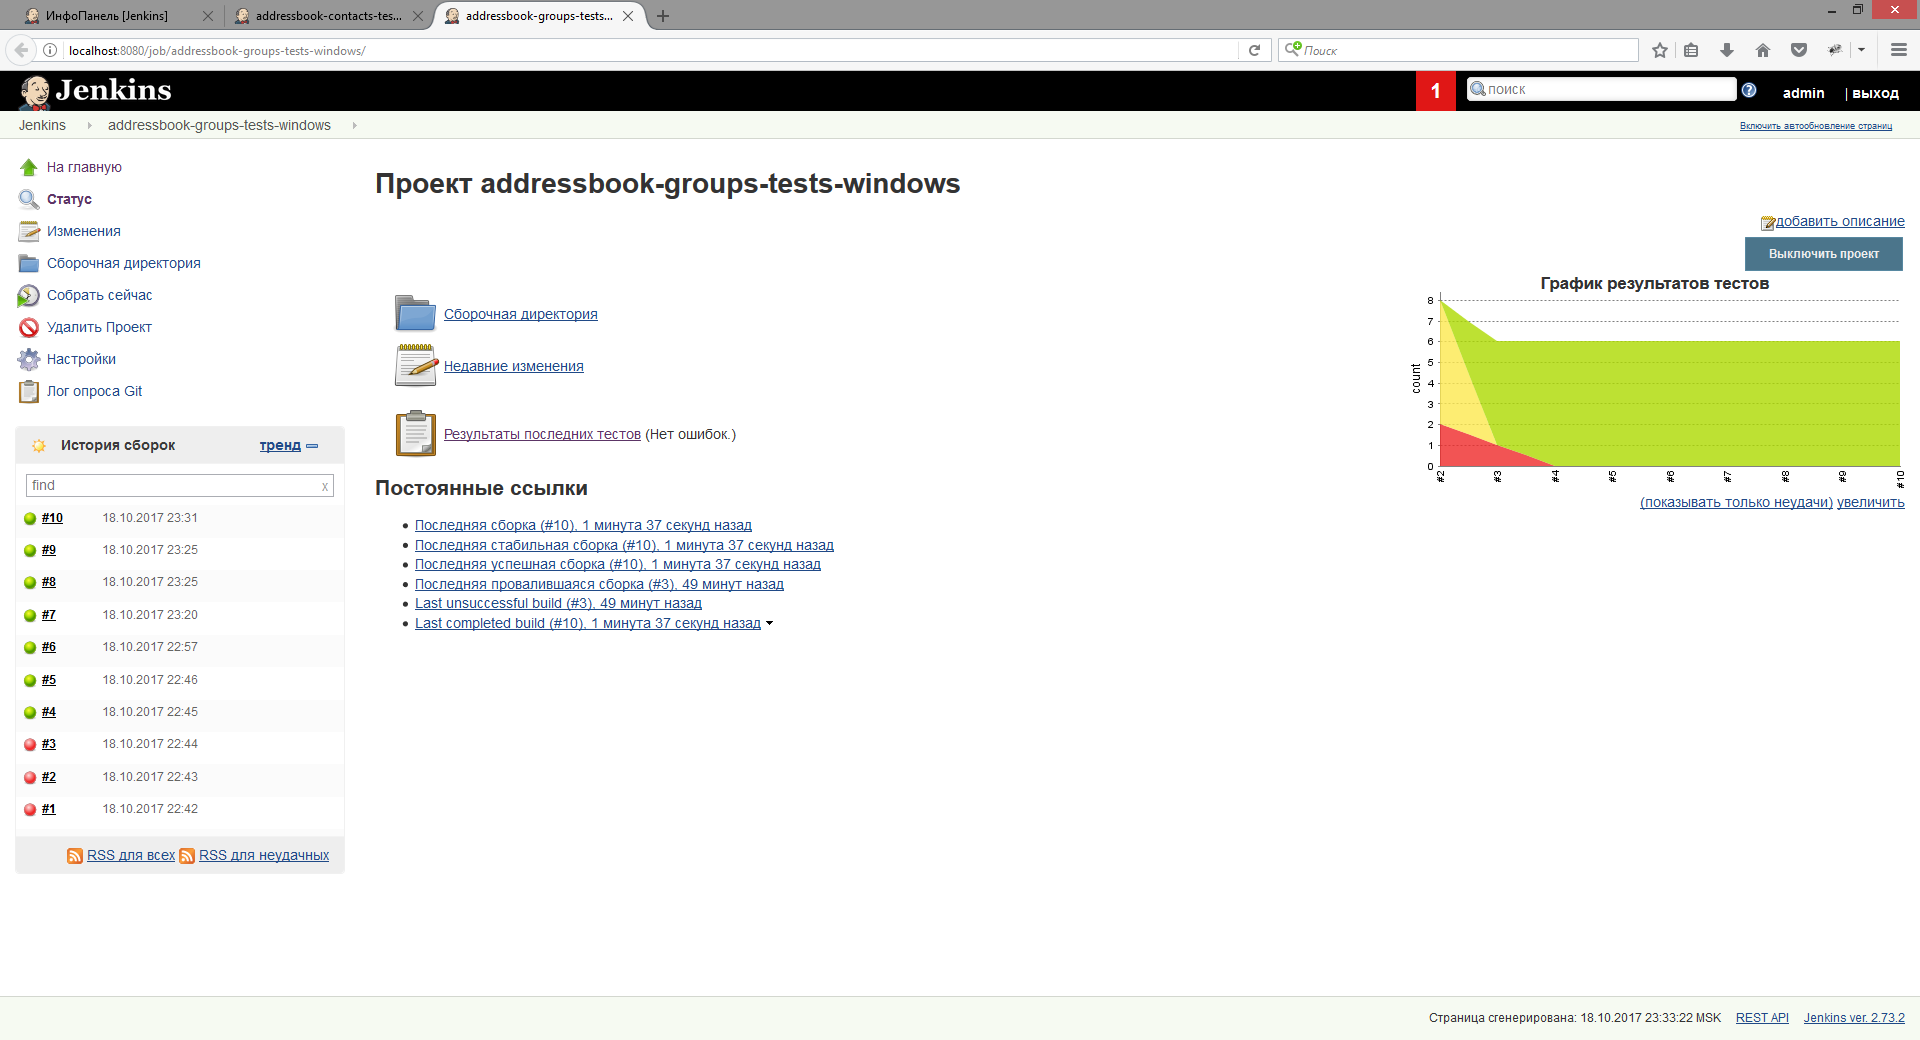 ИнфоПанель [Jenkins]
addressbook-contacts-tes...
addressbook-groups-tests...
localhost:8080/job/addressbook-groups-tests-windows/
Поиск
Jenkins
1
поиск
admin
| выход
Jenkins
addressbook-groups-tests-windows
Включить автообновление страниц
На главную
Статус
Изменения
Сборочная директория
Собрать сейчас
Удалить Проект
Настройки
Лог опроса Git
История сборок
тренд
find
x
#10 18.10.2017 23:31
#9 18.10.2017 23:25
#8 18.10.2017 23:25
#7 18.10.2017 23:20
#6 18.10.2017 22:57
#5 18.10.2017 22:46
#4 18.10.2017 22:45
#3 18.10.2017 22:44
#2 18.10.2017 22:43
#1 18.10.2017 22:42
RSS для всех RSS для неудачных
Проект addressbook-groups-tests-windows
добавить описание
Выключить проект
Сборочная директория
Недавние изменения
Результаты последних тестов (Нет ошибок.)
Постоянные ссылки
Последняя сборка (#10), 1 минута 37 секунд назад
Последняя стабильная сборка (#10), 1 минута 37 секунд назад
Последняя успешная сборка (#10), 1 минута 37 секунд назад
Последняя провалившаяся сборка (#3), 49 минут назад
Last unsuccessful build (#3), 49 минут назад
Last completed build (#10), 1 минута 37 секунд назад
График результатов тестов
count
8
7
6
5
4
3
2
1
0
#2 #3 #4 #5 #6 #7 #8 #9 #10
(показывать только неудачи) увеличить
Страница сгенерирована: 18.10.2017 23:33:22 MSK REST API Jenkins ver. 2.73.2